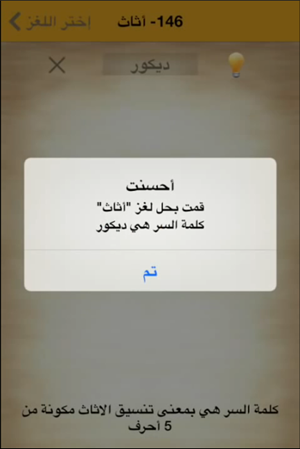 إختر اللغز
146- أثاث
ديكور
أحسنت
قمت بحل لغز "أثاث"
كلمة السر هي ديكور
تم
كلمة السر هي بمعنى تنسيق الاثاث مكونة من
5 أحرف